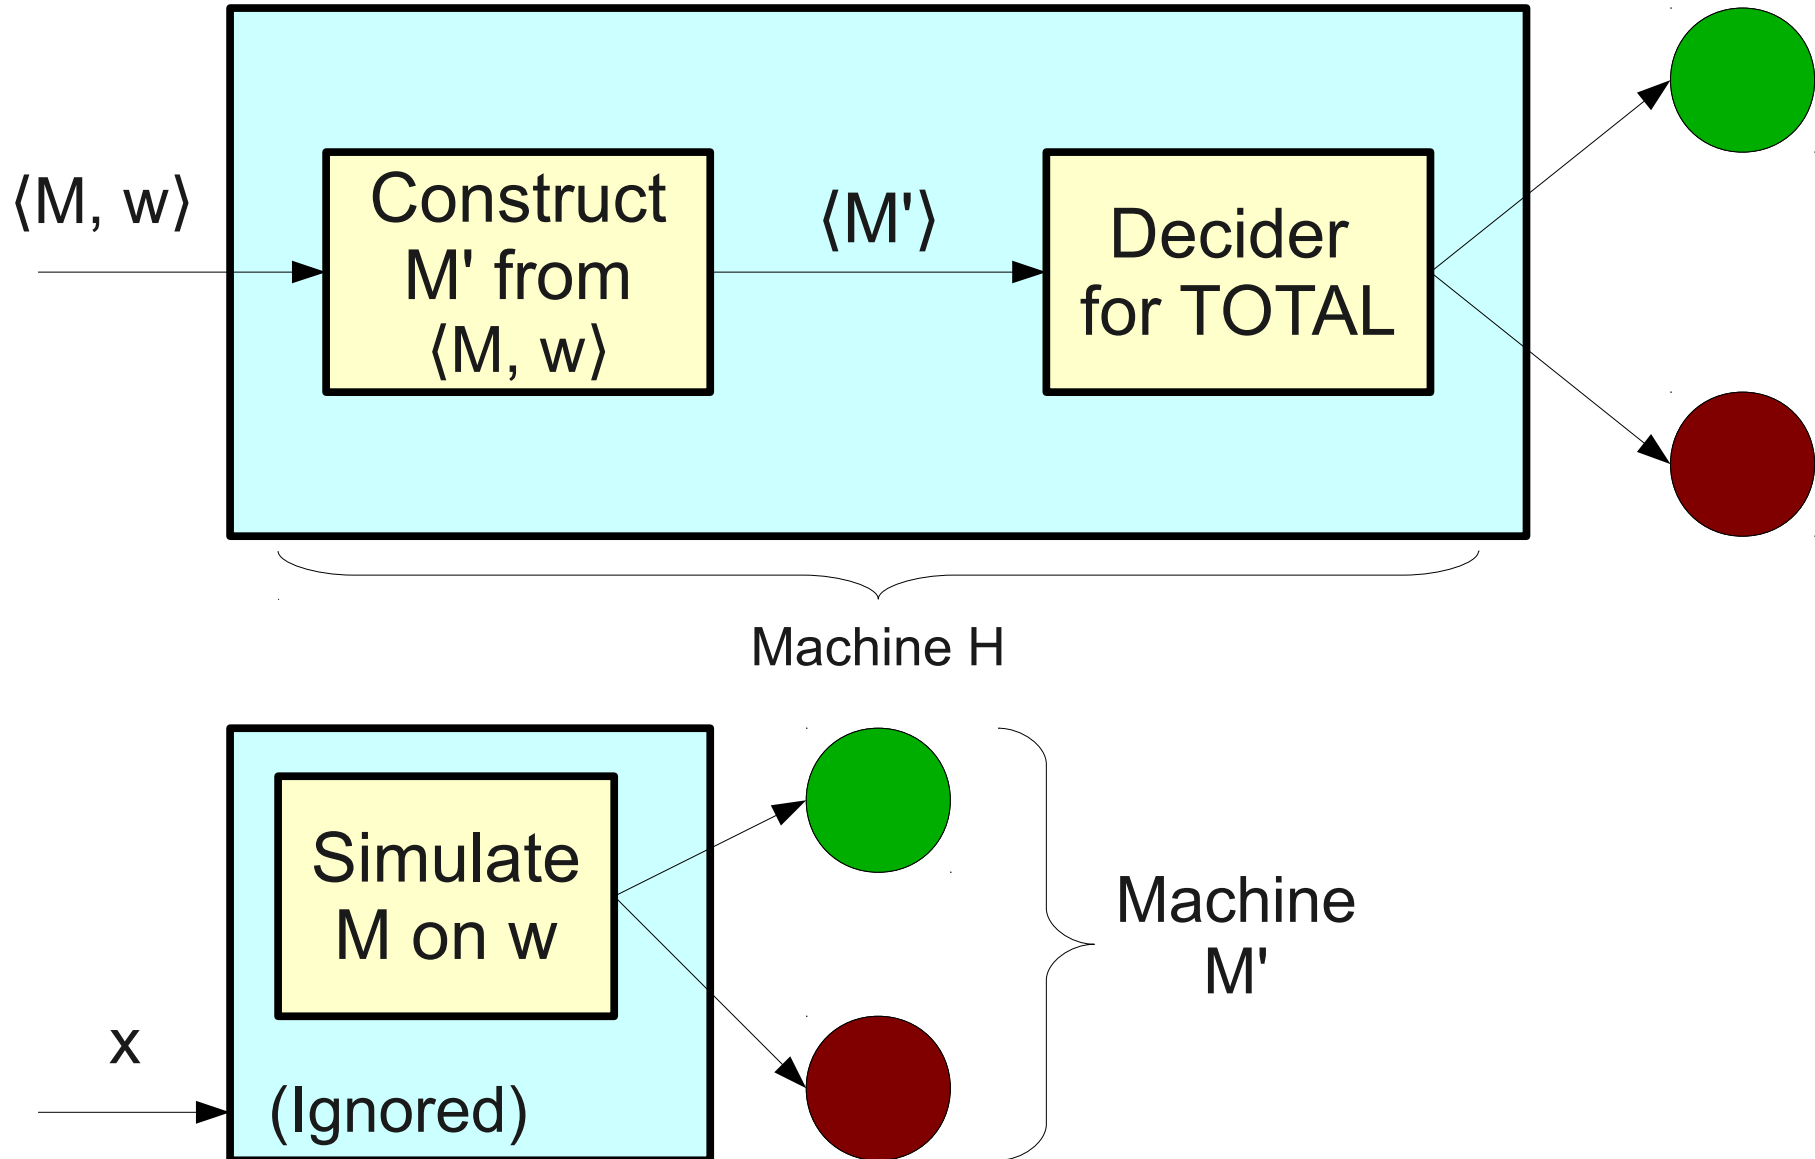 ⟨M, w⟩
Construct
M' from
⟨M, w⟩
⟨M'⟩
Decider
for TOTAL
Machine H
Simulate
M on w
x
(Ignored)
Machine
M'